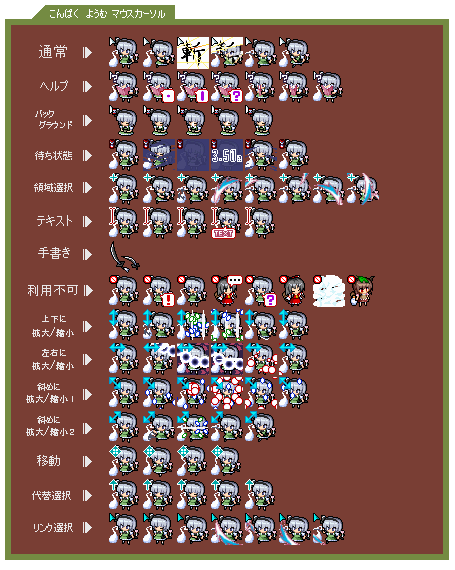 こんぱく ようむ マウスカーソル
通常
斬
ヘルプ
バック
グラウンド
待ち状態
3.50
領域選択
テキスト
TEXT
手書き
利用不可
上下に
拡大/縮小
左右に
拡大/縮小
斜めに
拡大/縮小1
斜めに
拡大/縮小2
移動
代替選択
リンク選択